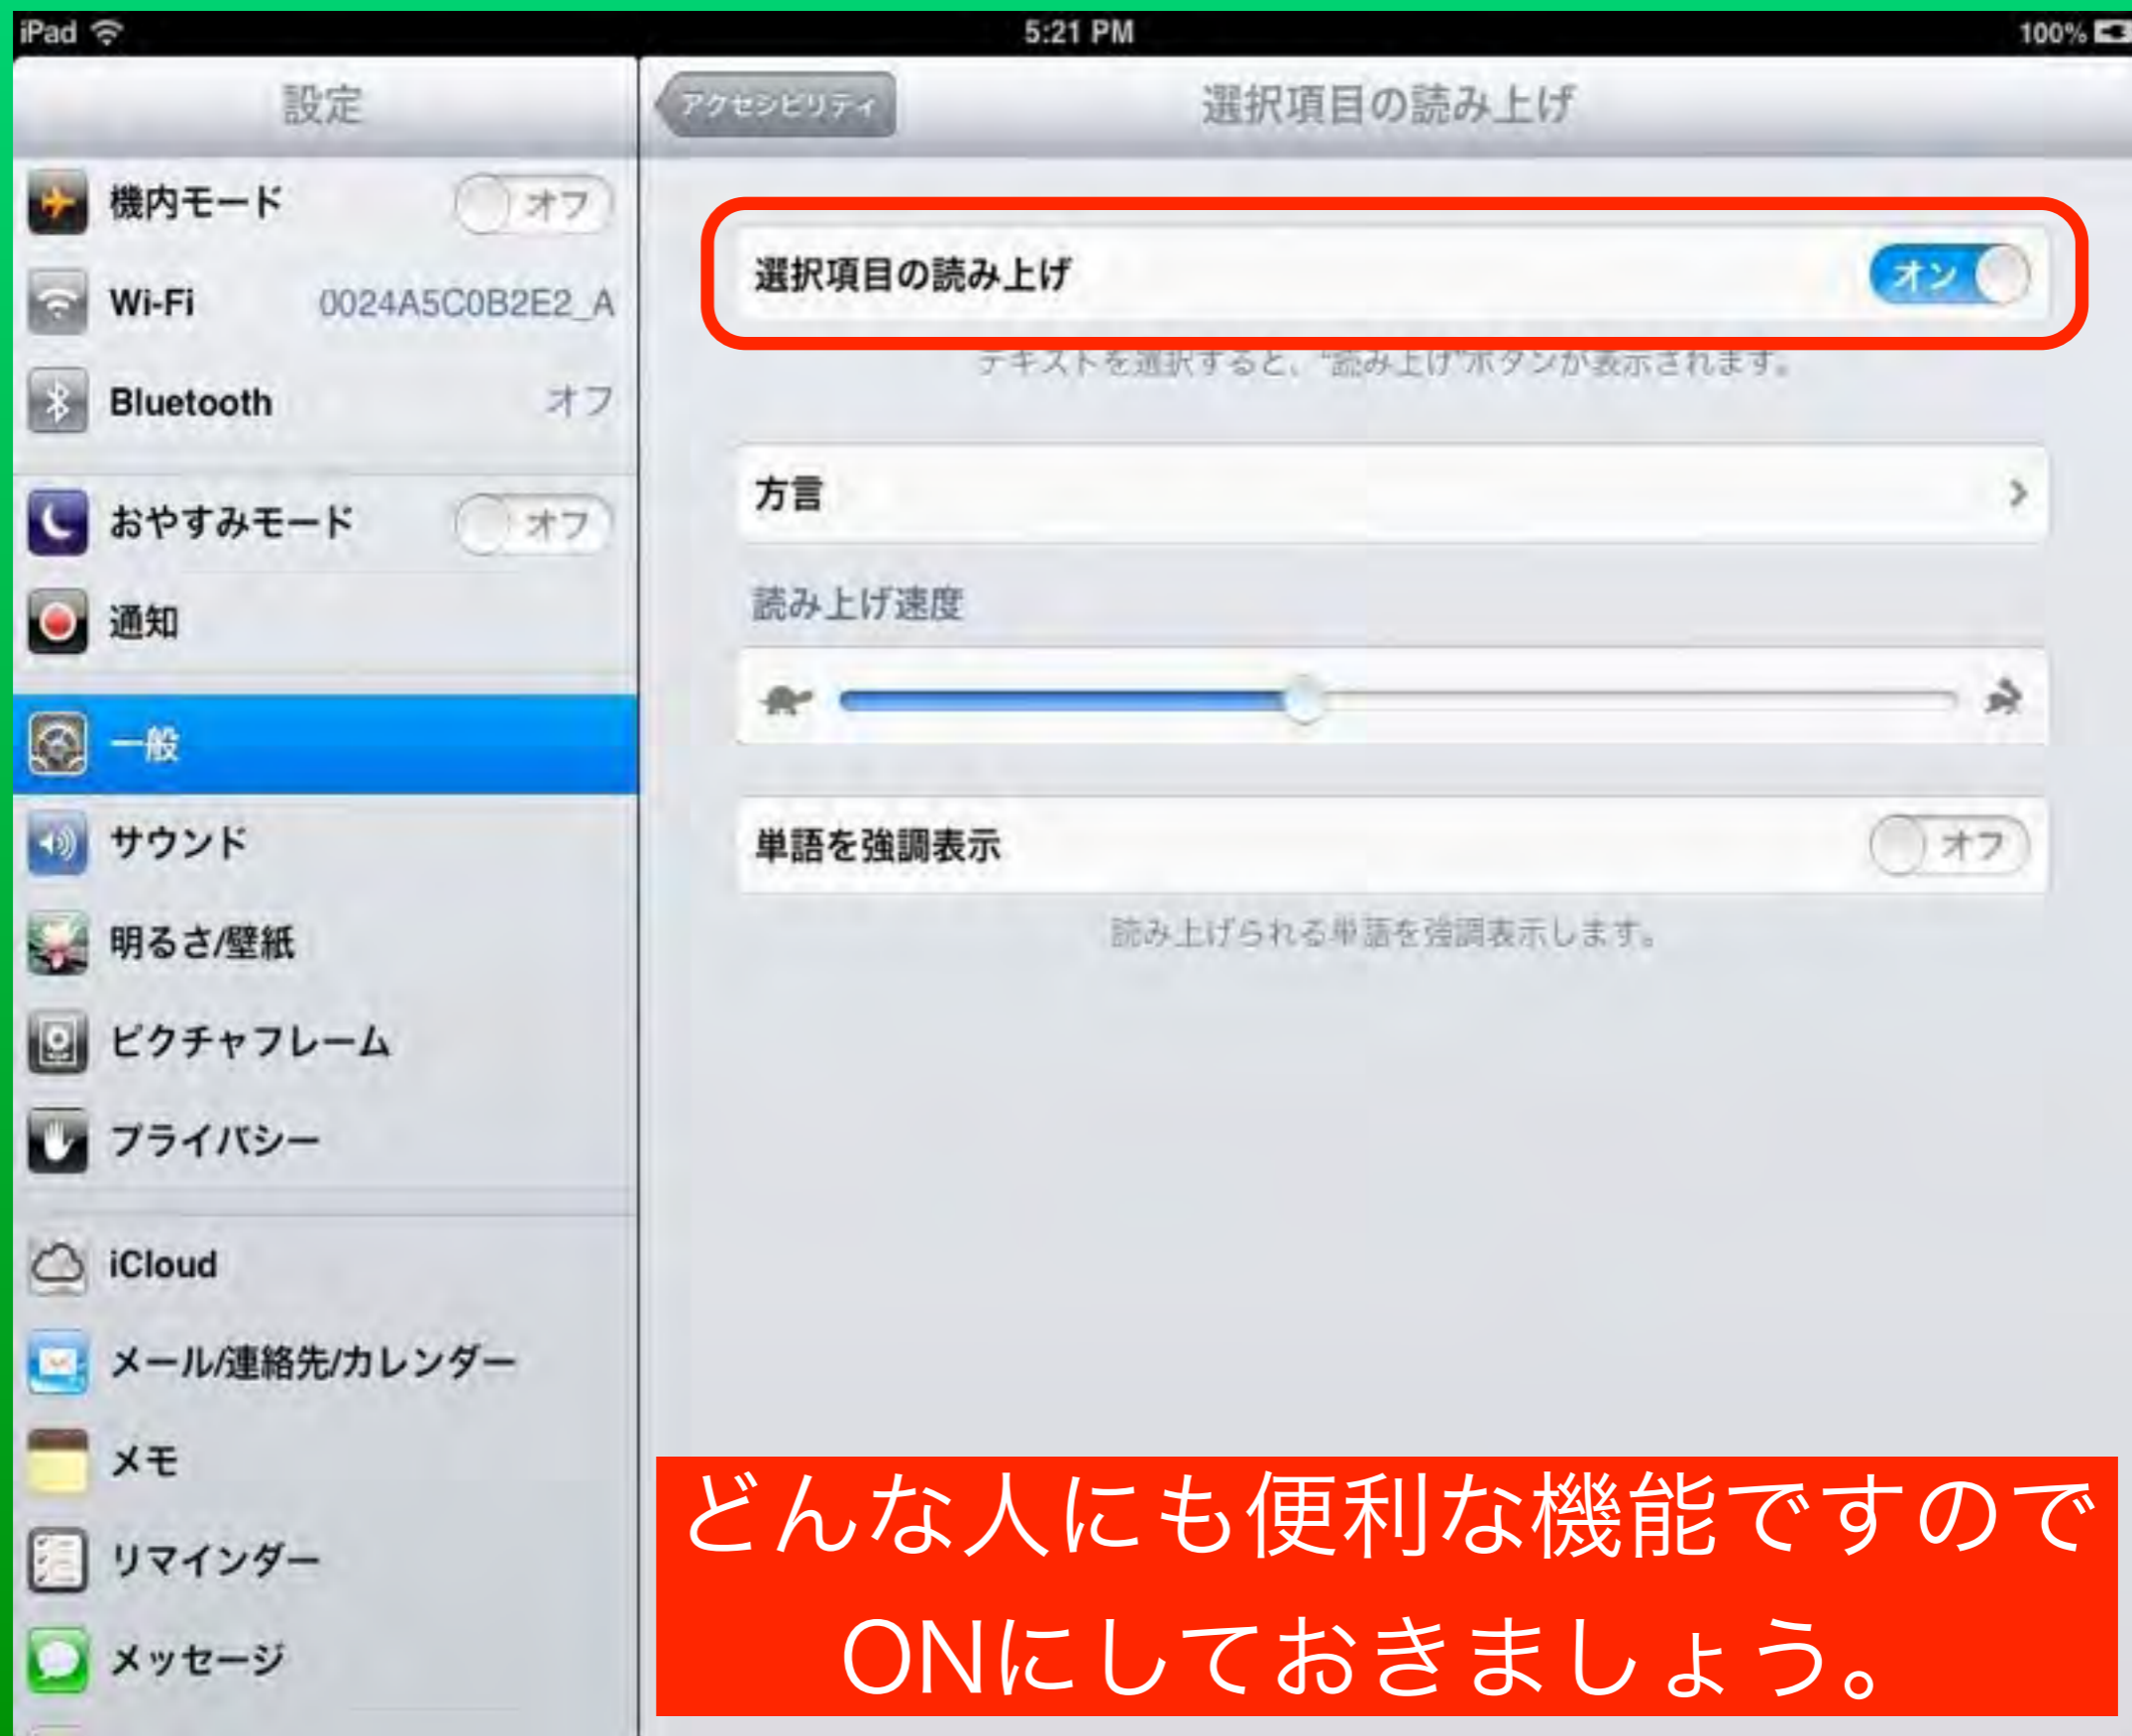 iPad
5:21 PM
100%
設定
アクセシビリティ
選択項目の読み上げ
機内モード
オフ
Wi-Fi
0024A5C0B2E2_A
Bluetooth
オフ
おやすみモード
オフ
通知
一般
サウンド
明るさ/壁紙
ピクチャフレーム
プライバシー
iCloud
メール/連絡先/カレンダー
メモ
リマインダー
メッセージ
選択項目の読み上げ
オン
テキストを選択すると、"読み上げ"ボタンが表示されます。
方言
読み上げ速度
単語を強調表示
オフ
読み上げられる単語を強調表示します。
どんな人にも便利な機能ですので
ONにしておきましょう。